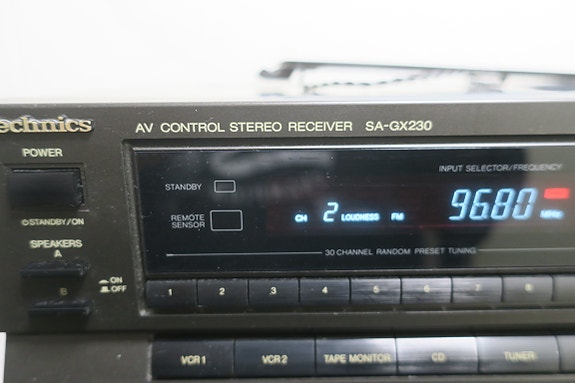 echnics
AV CONTROL STEREO RECEIVER SA-GX230
POWER
INPUT SELECTOR/FREQUENCY
STANDBY
REMOTE SENSOR
CH 2 LOUDNESS FM 96.80 MHz
⏻STANDBY/ON
SPEAKERS
A
30 CHANNEL RANDOM PRESET TUNING
ON
OFF
B
1 2 3 4 5 6 7 8
VCR 1 VCR 2 TAPE MONITOR CD TUNER